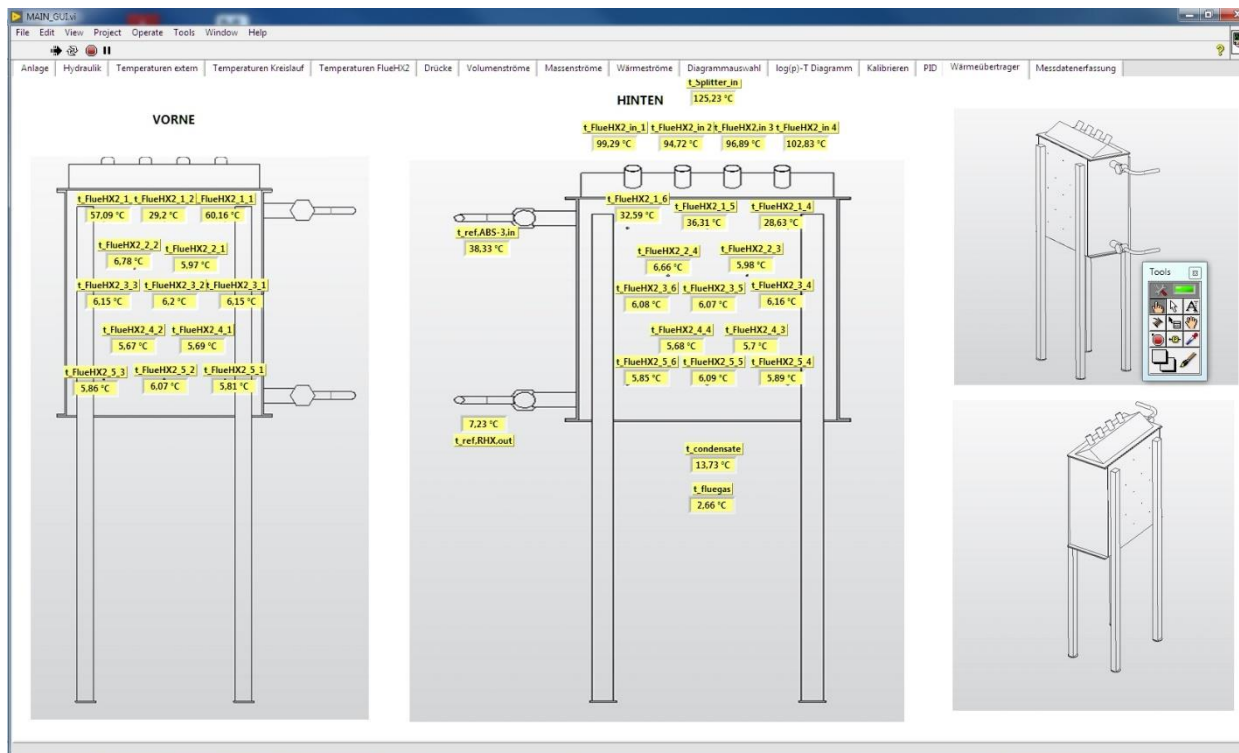 MAIN_GUI.vi
File Edit View Project Operate Tools Window Help
Anlage Hydraulik Temperaturen extern Temperaturen Kreislauf Temperaturen FlueHX2 Drücke Volumenströme Massenströme Wärmeströme Diagrammauswahl log(p)-T Diagramm Kalibrieren PID Wärmeübertrager Messdatenerfassung
VORNE
t_FlueHX2_1_ t_FlueHX2_1_2 t_FlueHX2_1_1
57,09 °C 29,2 °C 60,16 °C
t_FlueHX2_2_2 t_FlueHX2_2_1
6,78 °C 5,97 °C
t_FlueHX2_3_3 t_FlueHX2_3_2 t_FlueHX2_3_1
6,15 °C 6,2 °C 6,15 °C
t_FlueHX2_4_2 t_FlueHX2_4_1
5,67 °C 5,69 °C
t_FlueHX2_5_3 t_FlueHX2_5_2 t_FlueHX2_5_1
5,86 °C 6,07 °C 5,81 °C
HINTEN
t_Splitter_in
125,23 °C
t_FlueHX2_in_1 t_FlueHX2_in 2 t_FlueHX2,in 3 t_FlueHX2_in 4
99,29 °C 94,72 °C 96,89 °C 102,83 °C
t_FlueHX2_1_6 t_FlueHX2_1_5 t_FlueHX2_1_4
32,59 °C 36,31 °C 28,63 °C
t_ref.ABS-3,in
38,33 °C
t_FlueHX2_2_4 t_FlueHX2_2_3
6,66 °C 5,98 °C
t_FlueHX2_3_6 t_FlueHX2_3_5 t_FlueHX2_3_4
6,08 °C 6,07 °C 6,16 °C
t_FlueHX2_4_4 t_FlueHX2_4_3
5,68 °C 5,7 °C
t_FlueHX2_5_6 t_FlueHX2_5_5 t_FlueHX2_5_4
5,85 °C 6,09 °C 5,89 °C
7,23 °C
t_ref.RHX.out
t_condensate
13,73 °C
t_fluegas
2,66 °C
Tools